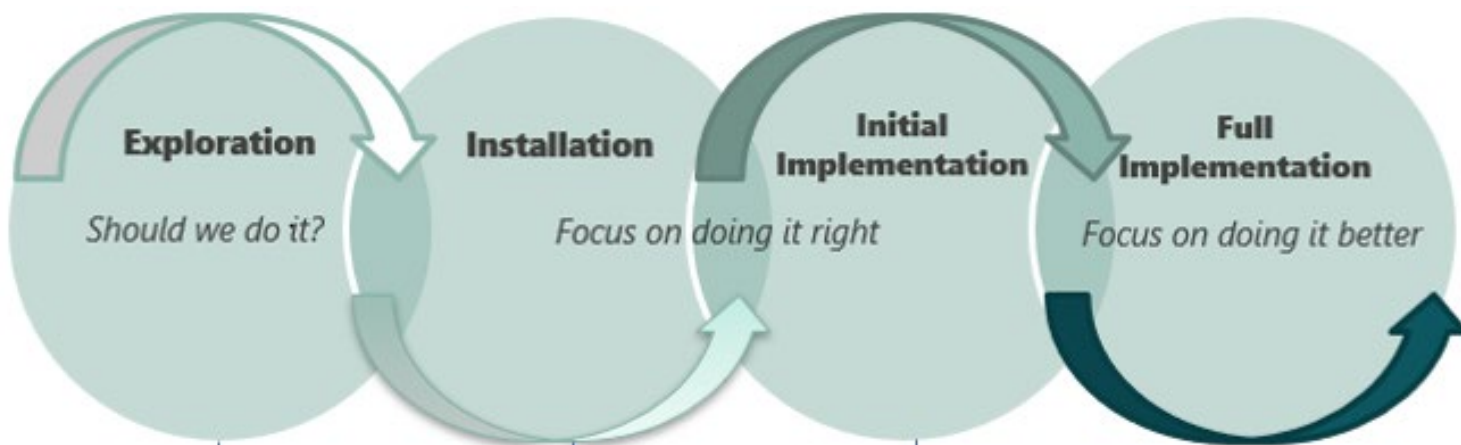 Exploration
Should we do it?
Installation
Focus on doing it right
Initial
Implementation
Full
Implementation
Focus on doing it better